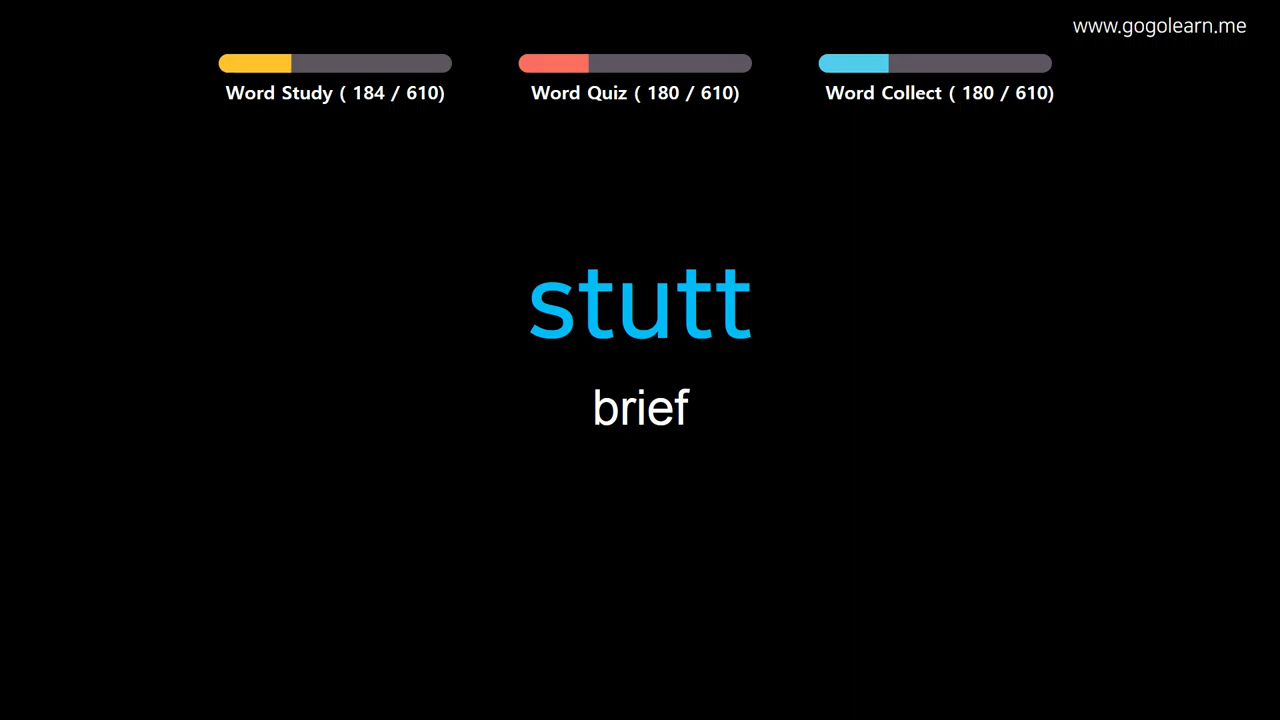 www.gogolearn.me
Word Study ( 184 / 610)
Word Quiz ( 180 / 610)
Word Collect ( 180 / 610)
stutt
brief